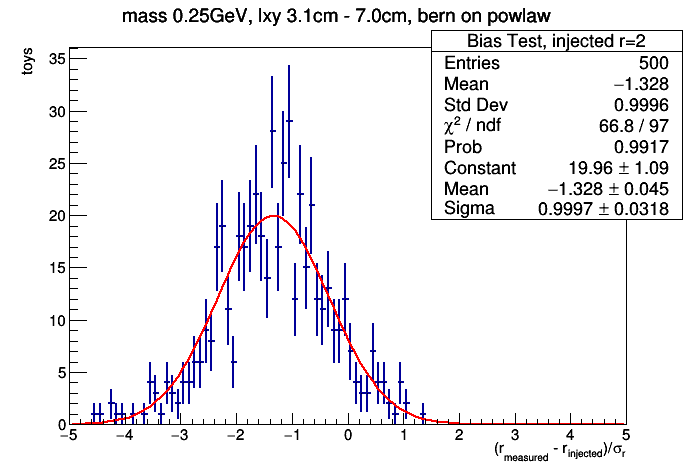 mass 0.25GeV, lxy 3.1cm - 7.0cm, bern on powlaw
Bias Test, injected r=2
Entries 500
Mean −1.328
Std Dev 0.9996
χ² / ndf 66.8 / 97
Prob 0.9917
Constant 19.96 ± 1.09
Mean −1.328 ± 0.045
Sigma 0.9997 ± 0.0318
toys
35
30
25
20
15
10
5
0
−5 −4 −3 −2 −1 0 1 2 3 4 5
(r_measured - r_injected)/σ_r